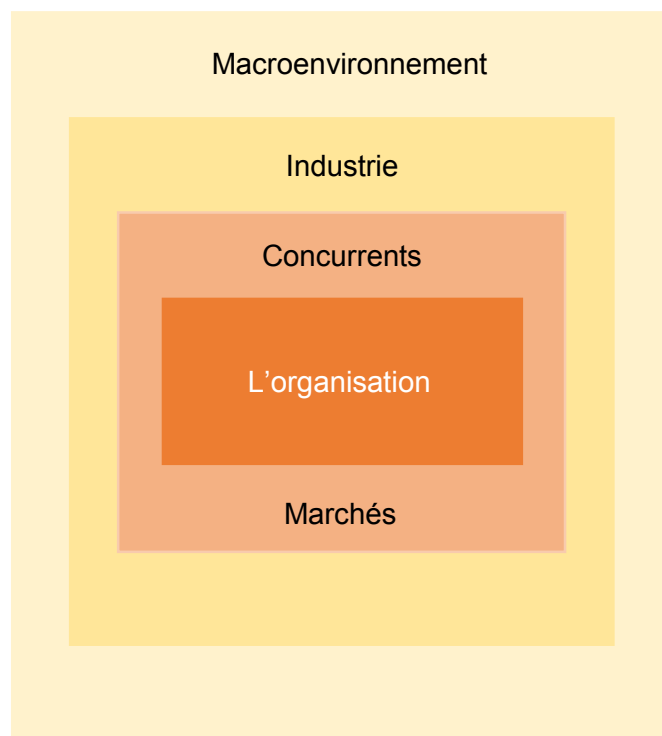 Macroenvironnement
Industrie
Concurrents
L’organisation
Marchés